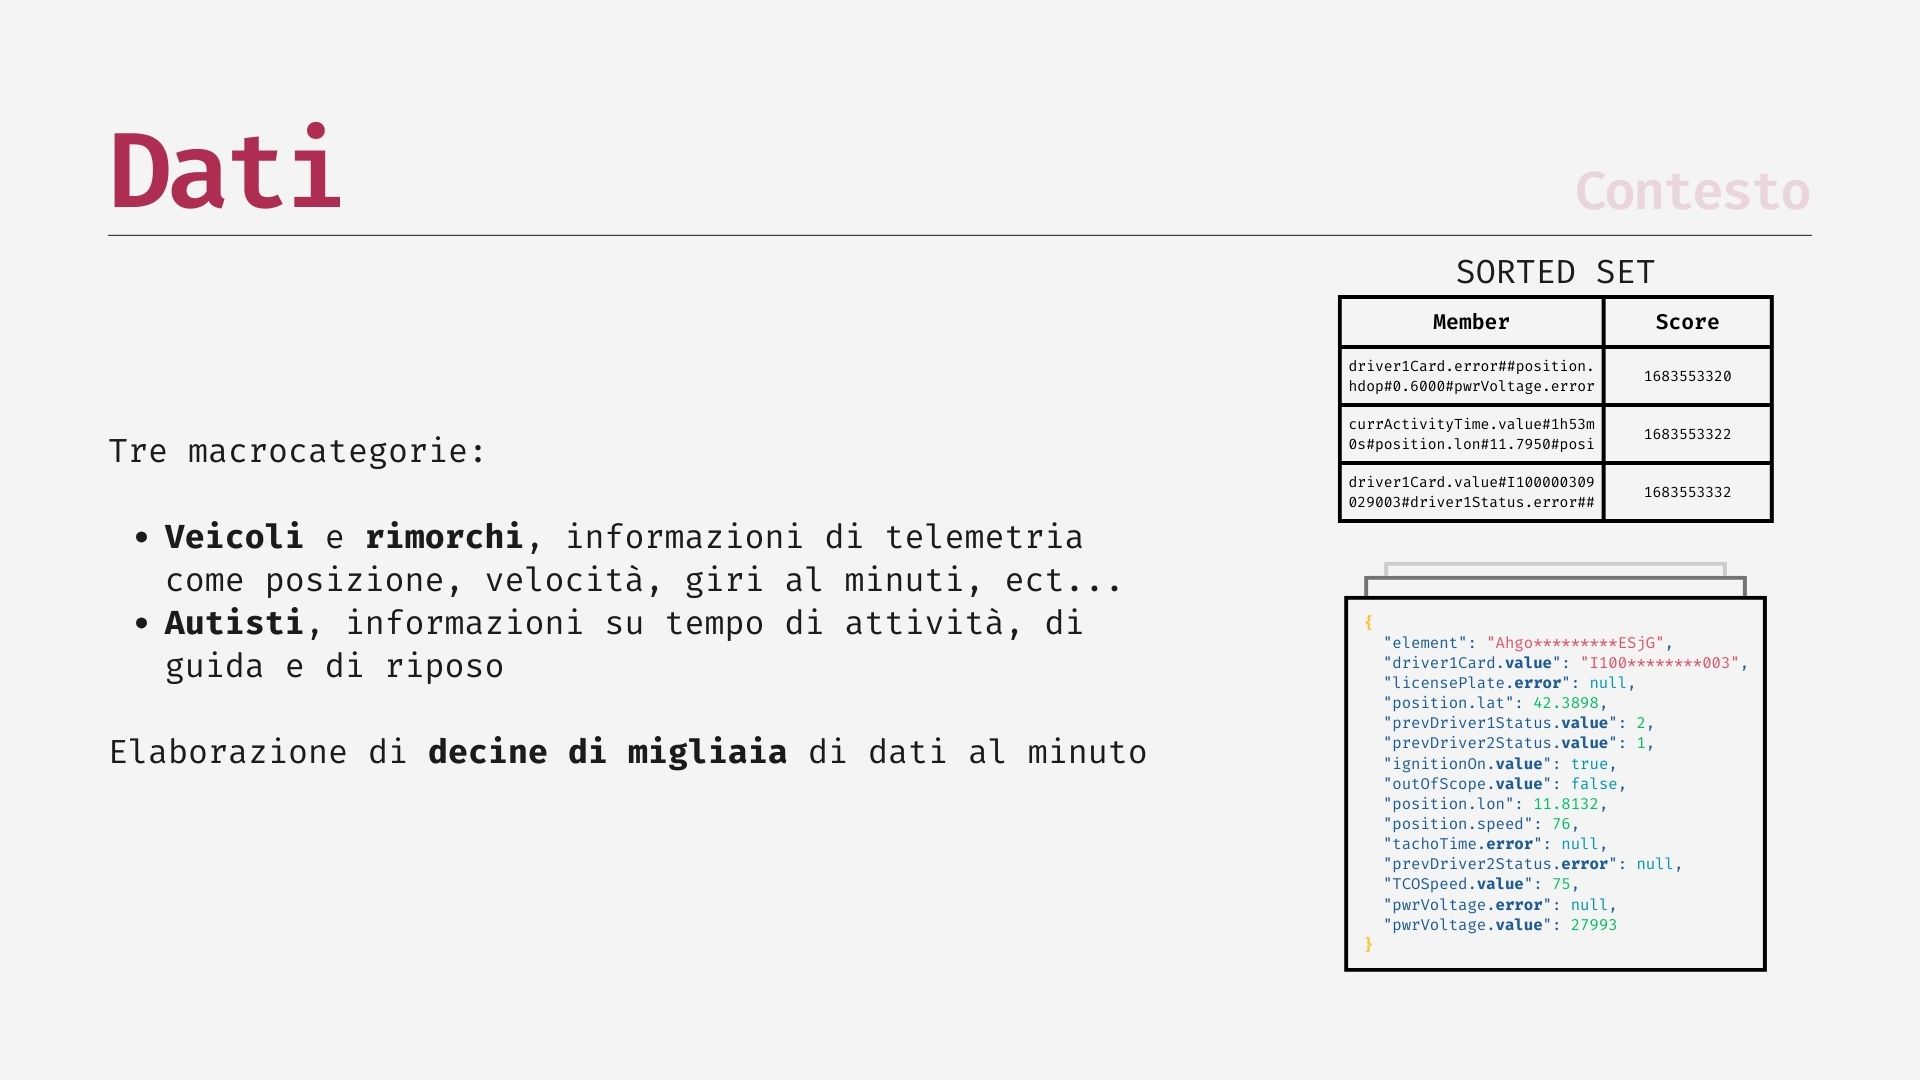 Dati
Contesto
Tre macrocategorie:
• Veicoli e rimorchi, informazioni di telemetria
come posizione, velocità, giri al minuti, ect...
• Autisti, informazioni su tempo di attività, di
guida e di riposo
Elaborazione di decine di migliaia di dati al minuto
SORTED SET
Member Score
driver1Card.error##position.
hdop#0.6000#pwrVoltage.error
1683553320
currActivityTime.value#1h53m
0s#position.lon#11.7950#posi
1683553322
driver1Card.value#I100000309
029003#driver1Status.error##
1683553332
{
"element": "Ahgo*********ESjG",
"driver1Card.value": "I100********003",
"licensePlate.error": null,
"position.lat": 42.3898,
"prevDriver1Status.value": 2,
"prevDriver2Status.value": 1,
"ignitionOn.value": true,
"outOfScope.value": false,
"position.lon": 11.8132,
"position.speed": 76,
"tachoTime.error": null,
"prevDriver2Status.error": null,
"TCOSpeed.value": 75,
"pwrVoltage.error": null,
"pwrVoltage.value": 27993
}